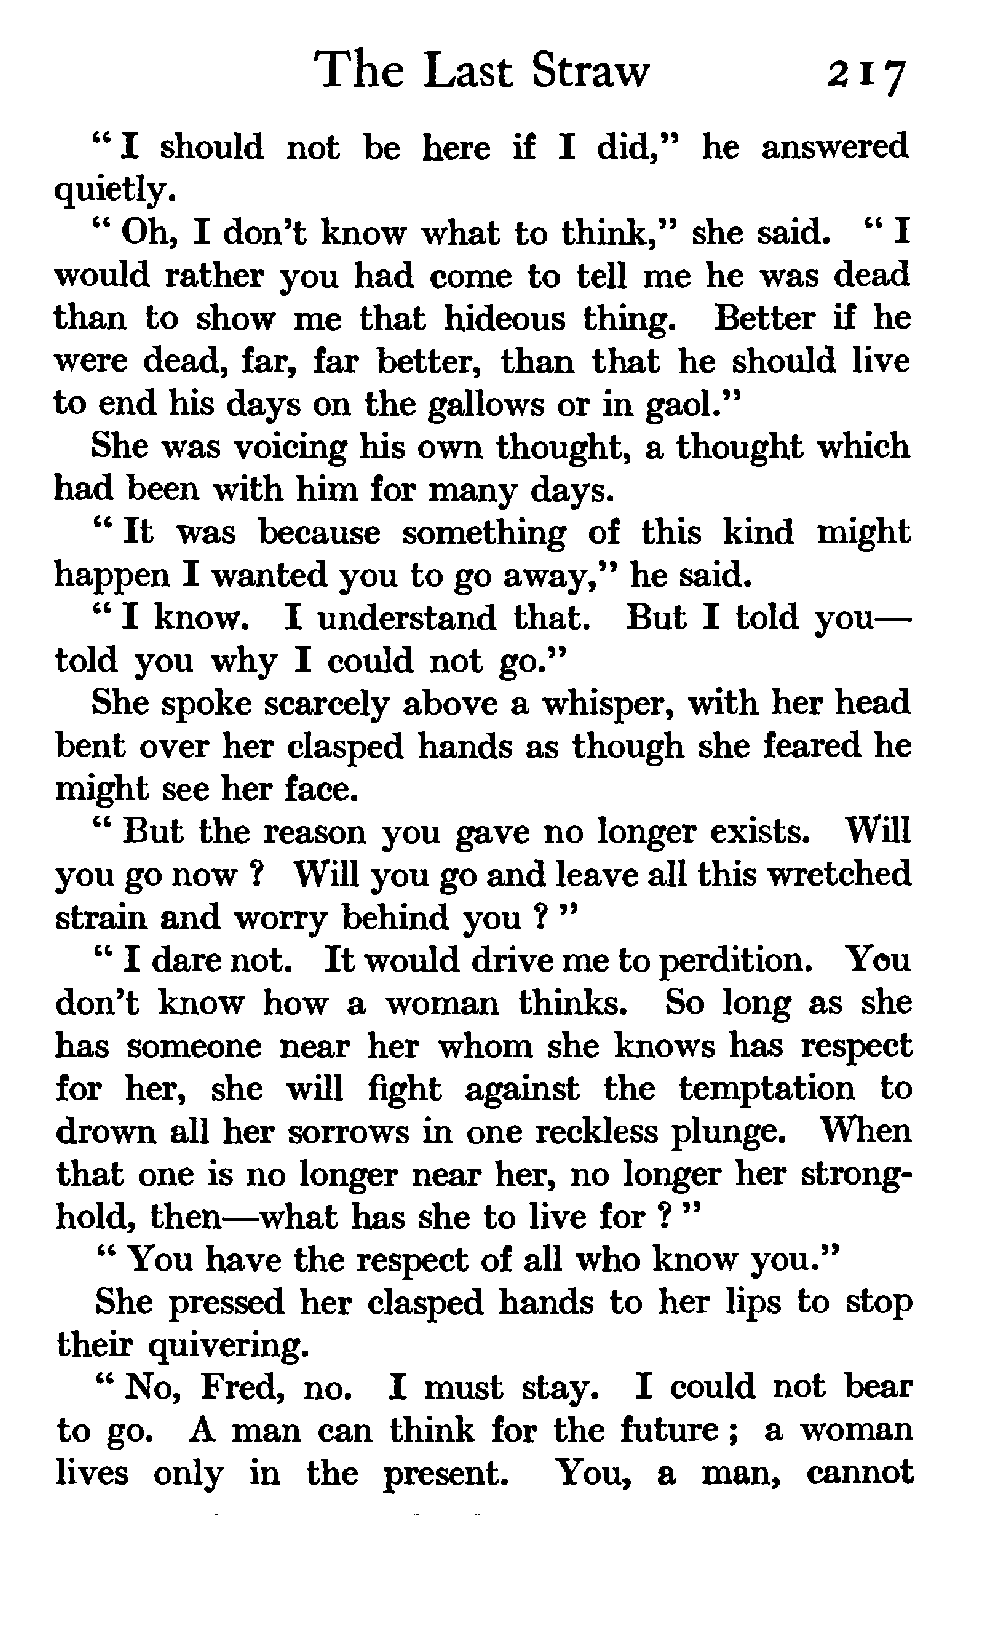 The Last Straw 217
“ I should not be here if I did,” he answered
quietly.
“ Oh, I don’t know what to think,” she said. “ I
would rather you had come to tell me he was dead
than to show me that hideous thing. Better if he
were dead, far, far better, than that he should live
to end his days on the gallows or in gaol.”
She was voicing his own thought, a thought which
had been with him for many days.
“ It was because something of this kind might
happen I wanted you to go away,” he said.
“ I know. I understand that. But I told you—
told you why I could not go.”
She spoke scarcely above a whisper, with her head
bent over her clasped hands as though she feared he
might see her face.
“ But the reason you gave no longer exists. Will
you go now ? Will you go and leave all this wretched
strain and worry behind you ? ”
“ I dare not. It would drive me to perdition. You
don’t know how a woman thinks. So long as she
has someone near her whom she knows has respect
for her, she will fight against the temptation to
drown all her sorrows in one reckless plunge. When
that one is no longer near her, no longer her strong-
hold, then—what has she to live for ? ”
“ You have the respect of all who know you.”
She pressed her clasped hands to her lips to stop
their quivering.
“ No, Fred, no. I must stay. I could not bear
to go. A man can think for the future ; a woman
lives only in the present. You, a man, cannot